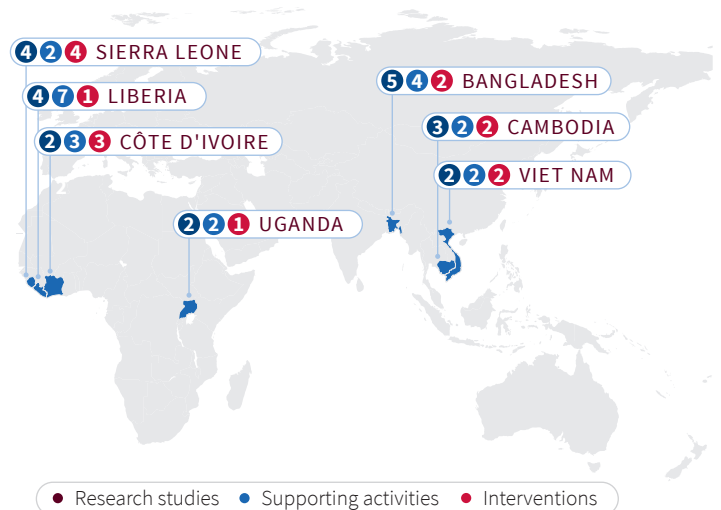 4 2 4 SIERRA LEONE
4 7 1 LIBERIA
2 3 3 CÔTE D'IVOIRE
2 2 1 UGANDA
5 4 2 BANGLADESH
3 2 2 CAMBODIA
2 2 2 VIET NAM
Research studies Supporting activities Interventions